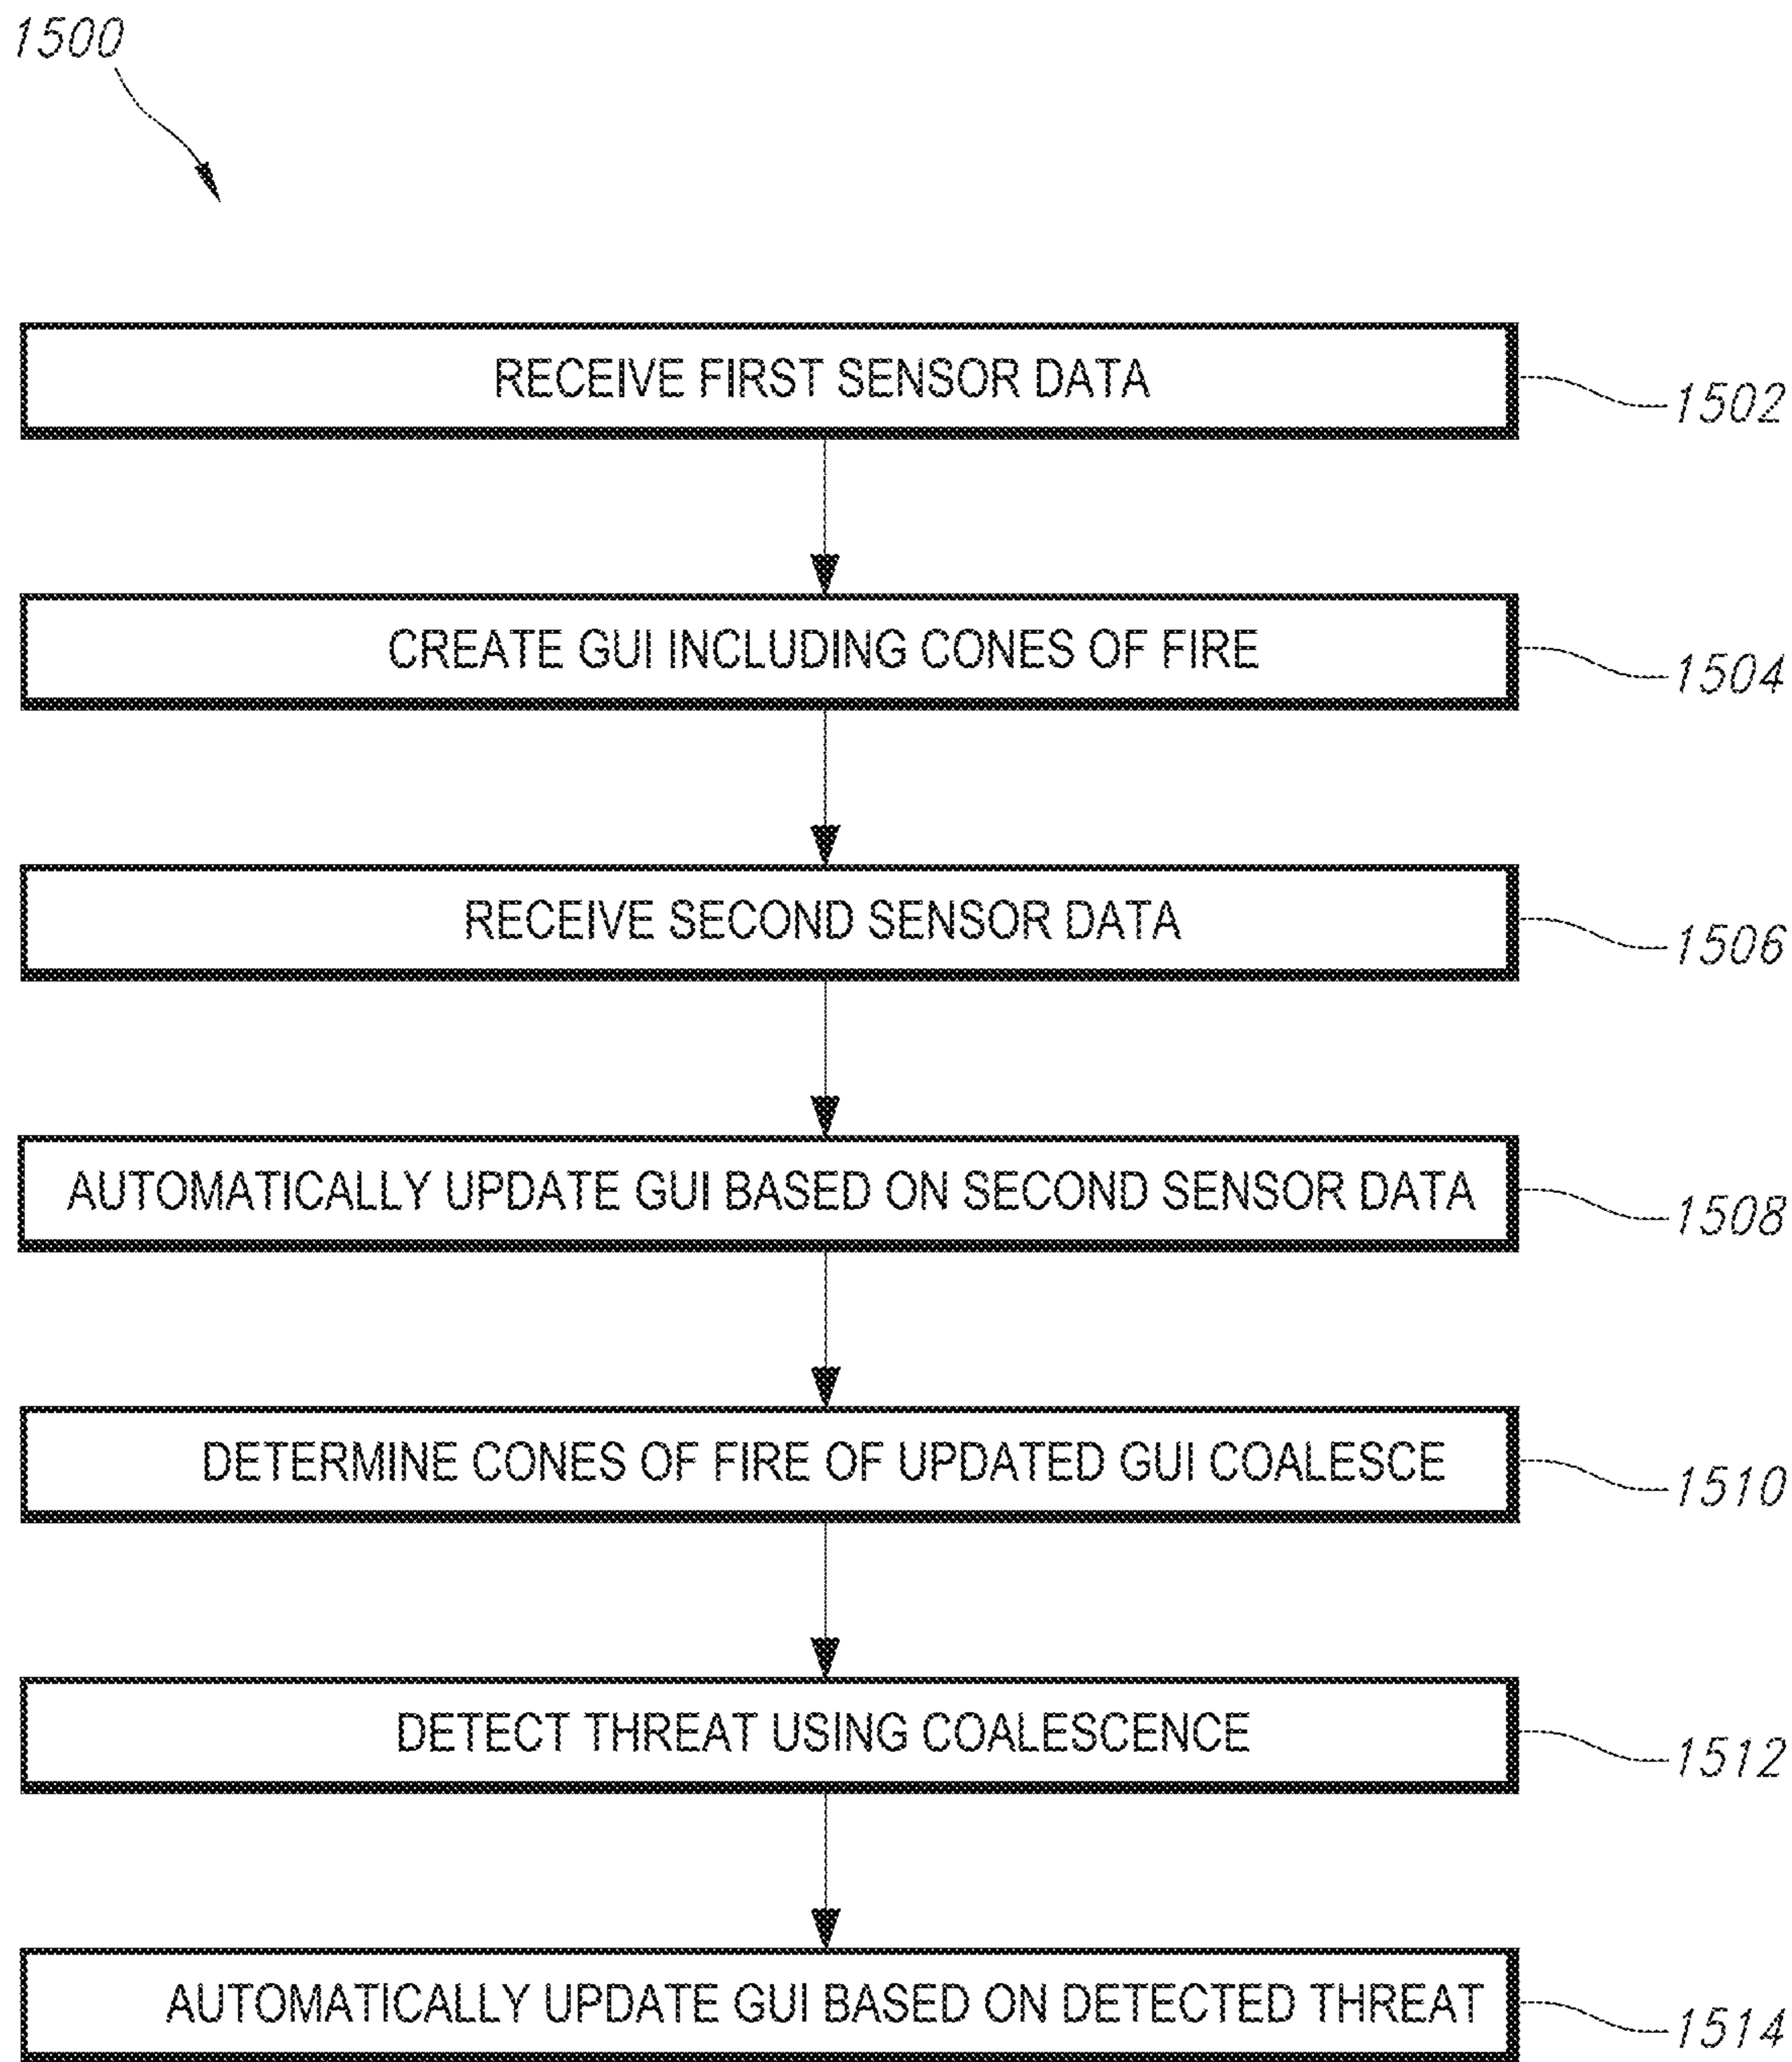 1500
RECEIVE FIRST SENSOR DATA
1502
CREATE GUI INCLUDING CONES OF FIRE
1504
RECEIVE SECOND SENSOR DATA
1506
AUTOMATICALLY UPDATE GUI BASED ON SECOND SENSOR DATA
1508
DETERMINE CONES OF FIRE OF UPDATED GUI COALESCE
1510
DETECT THREAT USING COALESCENCE
1512
AUTOMATICALLY UPDATE GUI BASED ON DETECTED THREAT
1514